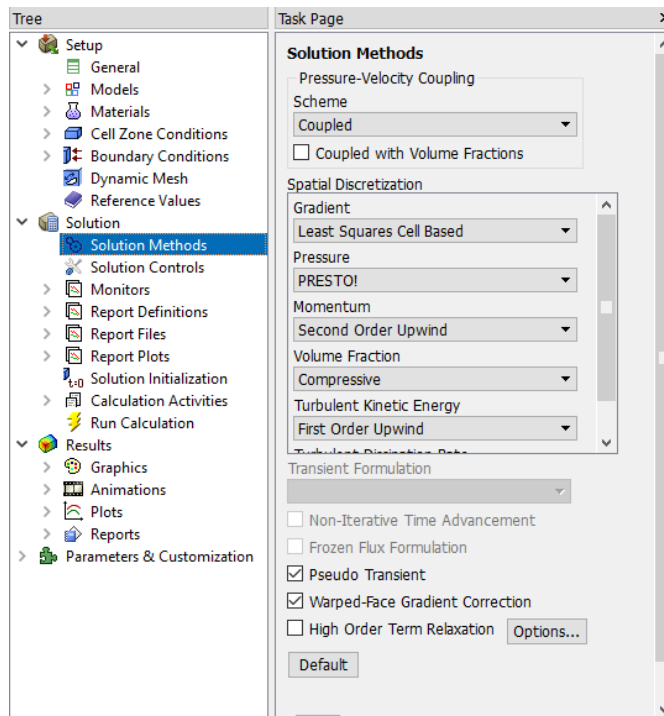 Tree
Setup
General
Models
Materials
Cell Zone Conditions
Boundary Conditions
Dynamic Mesh
Reference Values
Solution
Solution Methods
Solution Controls
Monitors
Report Definitions
Report Files
Report Plots
t=0 Solution Initialization
Calculation Activities
Run Calculation
Results
Graphics
Animations
Plots
Reports
Parameters & Customization
Task Page
Solution Methods
Pressure-Velocity Coupling
Scheme
Coupled
Coupled with Volume Fractions
Spatial Discretization
Gradient
Least Squares Cell Based
Pressure
PRESTO!
Momentum
Second Order Upwind
Volume Fraction
Compressive
Turbulent Kinetic Energy
First Order Upwind
Turbulent Dissipation Rate
Transient Formulation
Non-Iterative Time Advancement
Frozen Flux Formulation
Pseudo Transient
Warped-Face Gradient Correction
High Order Term Relaxation Options...
Default